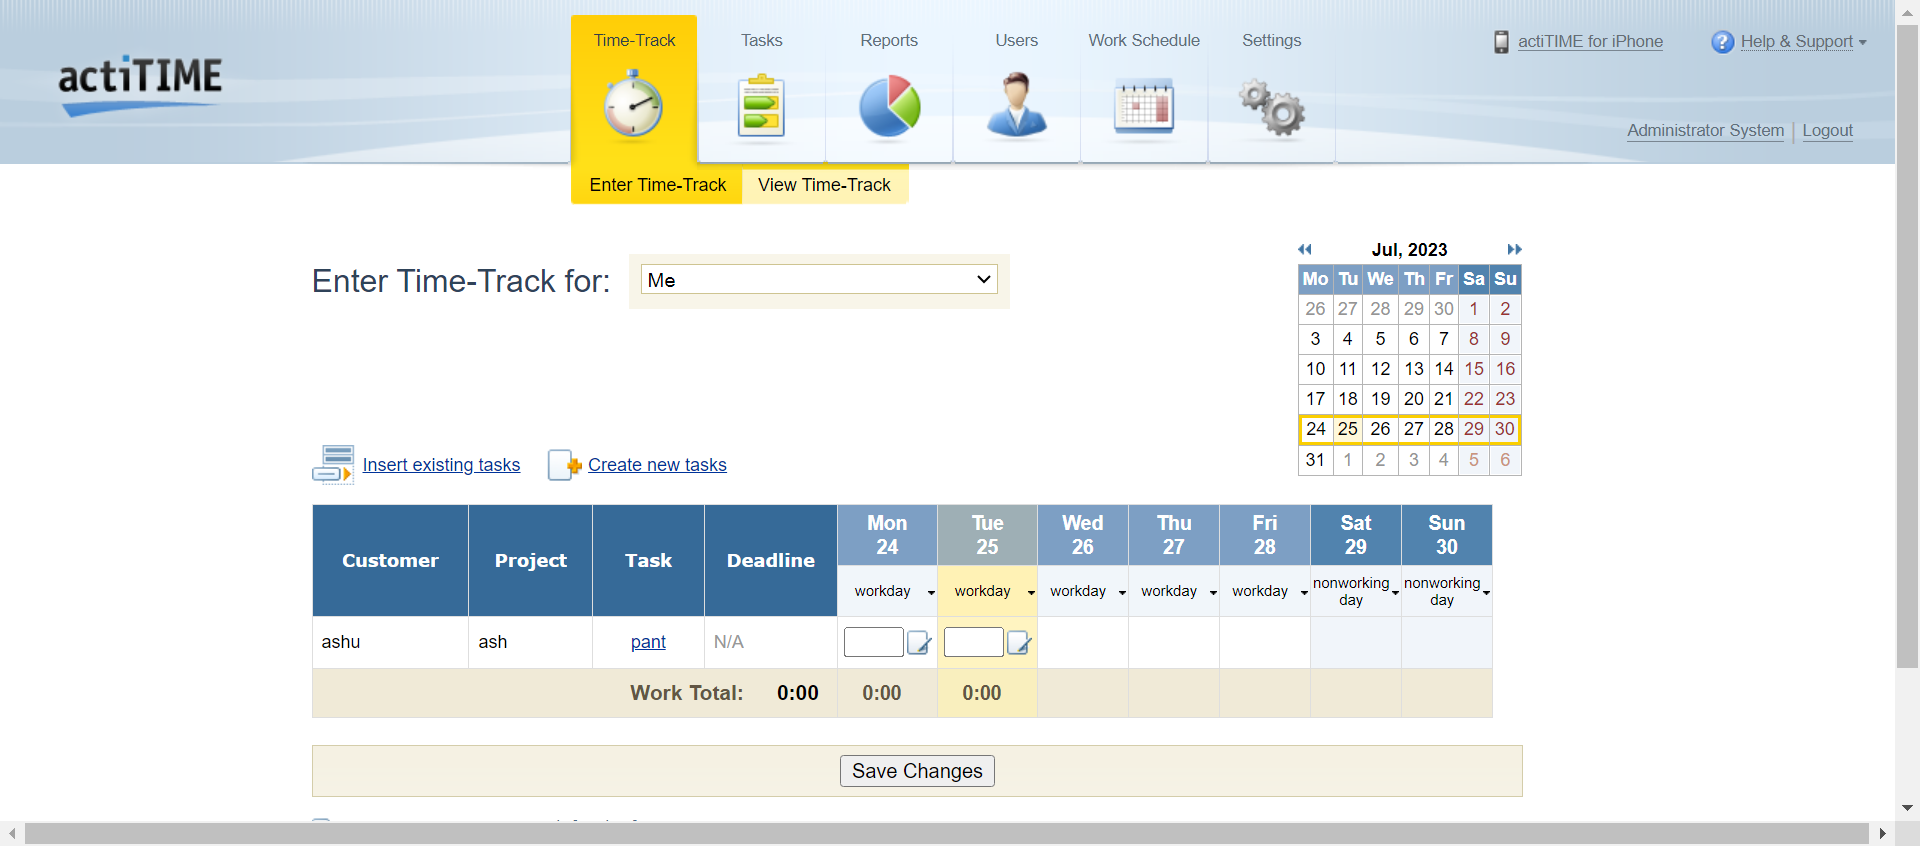 actiTIME
Time-Track
Tasks
Reports
Users
Work Schedule
Settings
actiTIME for iPhone
Help & Support
Administrator System | Logout
Enter Time-Track
View Time-Track
Enter Time-Track for:
Me
Jul, 2023
Mo Tu We Th Fr Sa Su
26 27 28 29 30 1 2
3 4 5 6 7 8 9
10 11 12 13 14 15 16
17 18 19 20 21 22 23
24 25 26 27 28 29 30
31 1 2 3 4 5 6
Insert existing tasks
Create new tasks
Customer Project Task Deadline
Mon Tue Wed Thu Fri Sat Sun
24 25 26 27 28 29 30
workday workday workday workday workday nonworking day nonworking day
ashu ash pant N/A
Work Total: 0:00 0:00 0:00
Save Changes